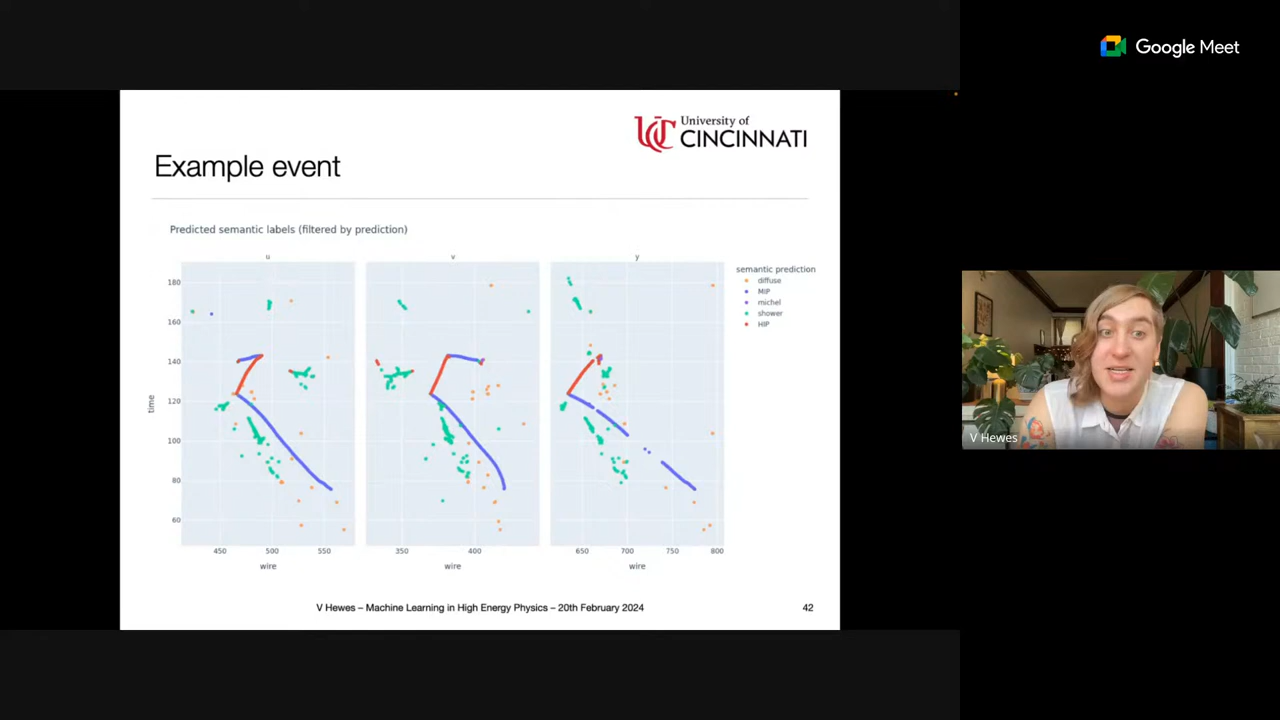 Google Meet
University of
CINCINNATI
Example event
Predicted semantic labels (filtered by prediction)
u
v
y
semantic prediction
diffuse
MIP
michel
shower
HIP
time
180
160
140
120
100
80
60
450 500 550
350 400
650 700 750 800
wire
wire
wire
V Hewes – Machine Learning in High Energy Physics – 20th February 2024
42
V Hewes